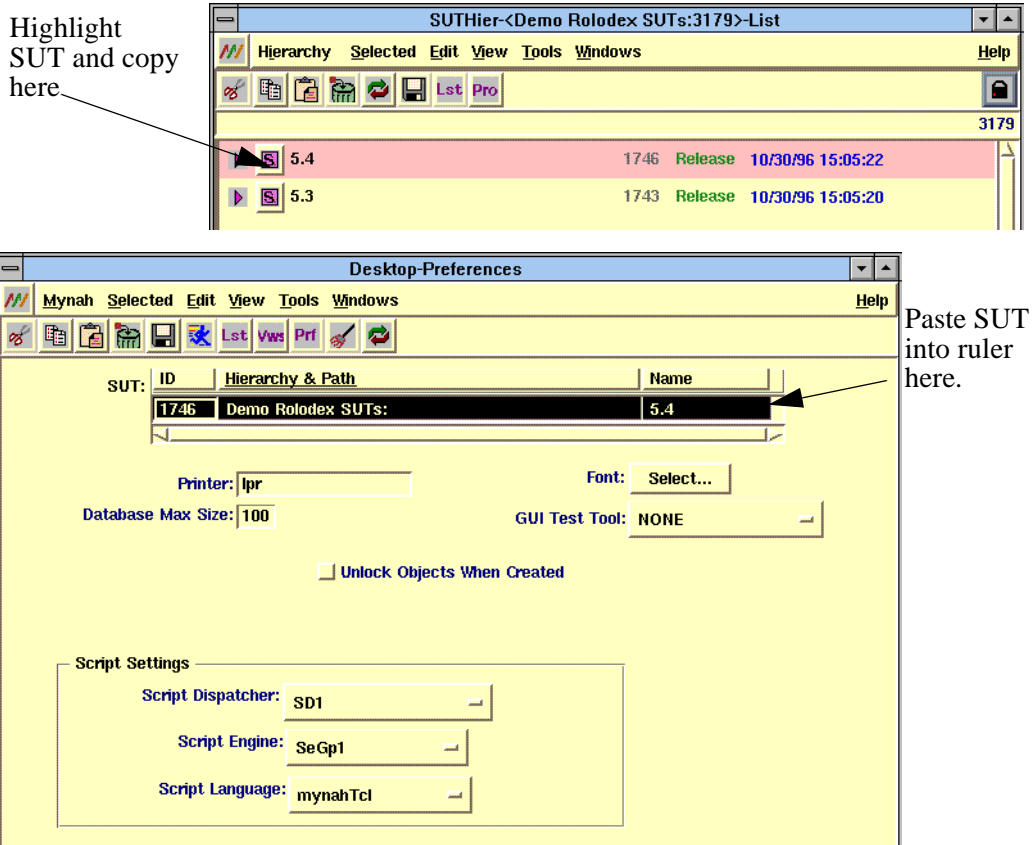 Highlight
SUT and copy
here
SUTHier-<Demo Rolodex SUTs:3179>-List
Hierarchy Selected Edit View Tools Windows Help
Lst Pro
3179
S 5.4 1746 Release 10/30/96 15:05:22
S 5.3 1743 Release 10/30/96 15:05:20
Desktop-Preferences
Mynah Selected Edit View Tools Windows Help
Lst Vws Prf
Paste SUT
into ruler
here.
SUT: ID Hierarchy & Path Name
1746 Demo Rolodex SUTs: 5.4
Printer: lpr Font: Select...
Database Max Size: 100 GUI Test Tool: NONE
Unlock Objects When Created
Script Settings
Script Dispatcher: SD1
Script Engine: SeGp1
Script Language: mynahTcl